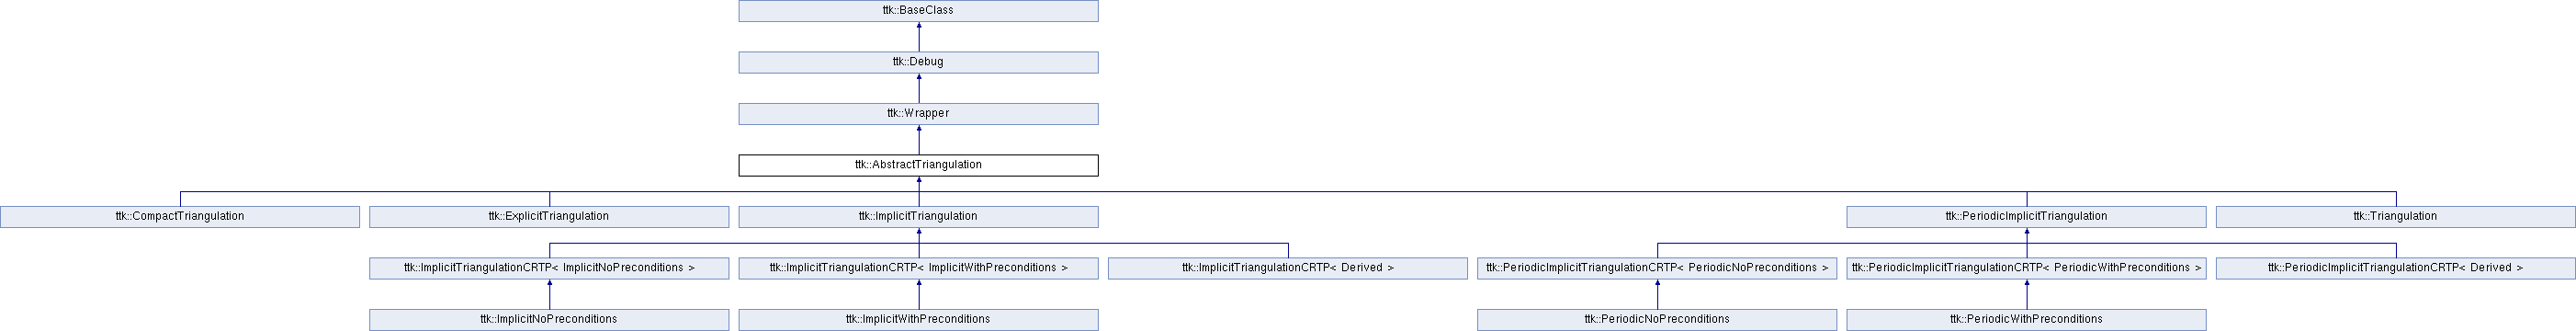 ttk::BaseClass
ttk::Debug
ttk::Wrapper
ttk::AbstractTriangulation
ttk::CompactTriangulation
ttk::ExplicitTriangulation
ttk::ImplicitTriangulation
ttk::PeriodicImplicitTriangulation
ttk::Triangulation
ttk::ImplicitTriangulationCRTP< ImplicitNoPreconditions >
ttk::ImplicitTriangulationCRTP< ImplicitWithPreconditions >
ttk::ImplicitTriangulationCRTP< Derived >
ttk::PeriodicImplicitTriangulationCRTP< PeriodicNoPreconditions >
ttk::PeriodicImplicitTriangulationCRTP< PeriodicWithPreconditions >
ttk::PeriodicImplicitTriangulationCRTP< Derived >
ttk::ImplicitNoPreconditions
ttk::ImplicitWithPreconditions
ttk::PeriodicNoPreconditions
ttk::PeriodicWithPreconditions